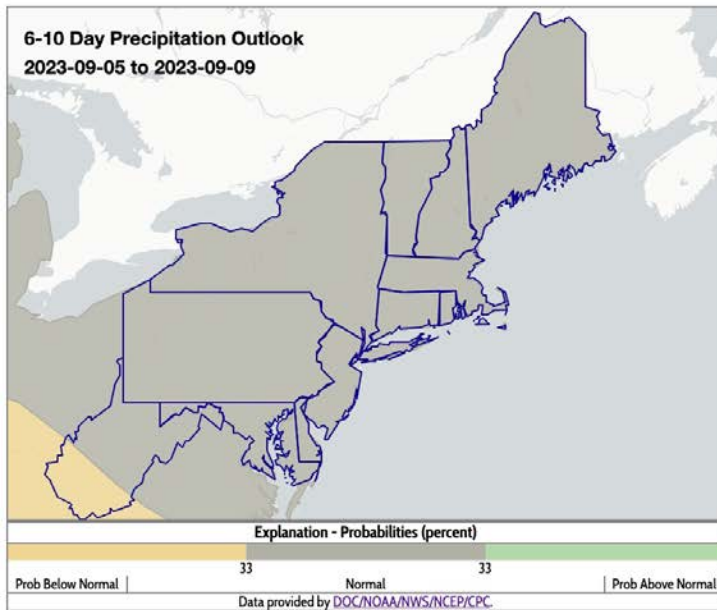 6-10 Day Precipitation Outlook
2023-09-05 to 2023-09-09
Explanation - Probabilities (percent)
33 33
Prob Below Normal Normal Prob Above Normal
Data provided by DOC/NOAA/NWS/NCEP/CPC.